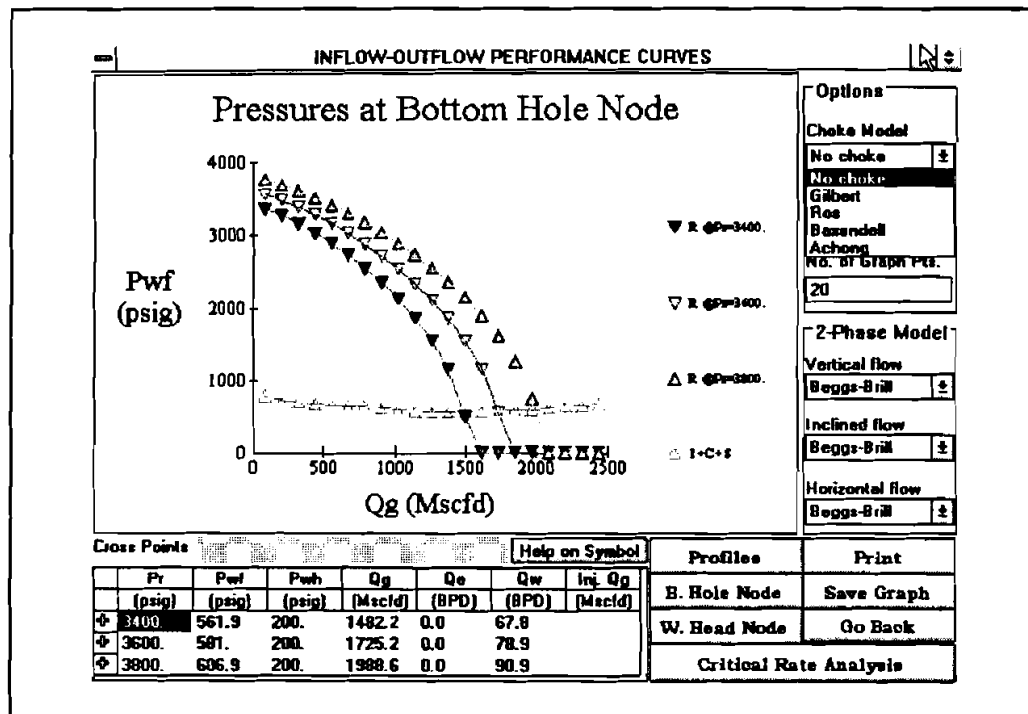 INFLOW-OUTFLOW PERFORMANCE CURVES
Pressures at Bottom Hole Node
4000
3000
2000
1000
0
Pwf
(psig)
0 500 1000 1500 2000 2500
Qg (Mscfd)
R @Pr=3400.
R @Pr=3600.
R @Pr=3800.
I+C+S
Options
Choke Model
No choke
No choke
Gilbert
Ros
Baxendell
Achong
No. of Graph Pts.
20
2-Phase Model
Vertical flow
Beggs-Brill
Inclined flow
Beggs-Brill
Horizontal flow
Beggs-Brill
Cross Points
Help on Symbol
Pr Pwf Pwh Qg Qo Qw Inj. Qg
(psig) (psig) (psig) (Mscfd) (BPD) (BPD) (Mscfd)
3400. 561.9 200. 1482.2 0.0 67.8
3600. 581. 200. 1725.2 0.0 78.9
3800. 606.9 200. 1988.6 0.0 90.9
Profiles Print
B. Hole Node Save Graph
W. Head Node Go Back
Critical Rate Analysis